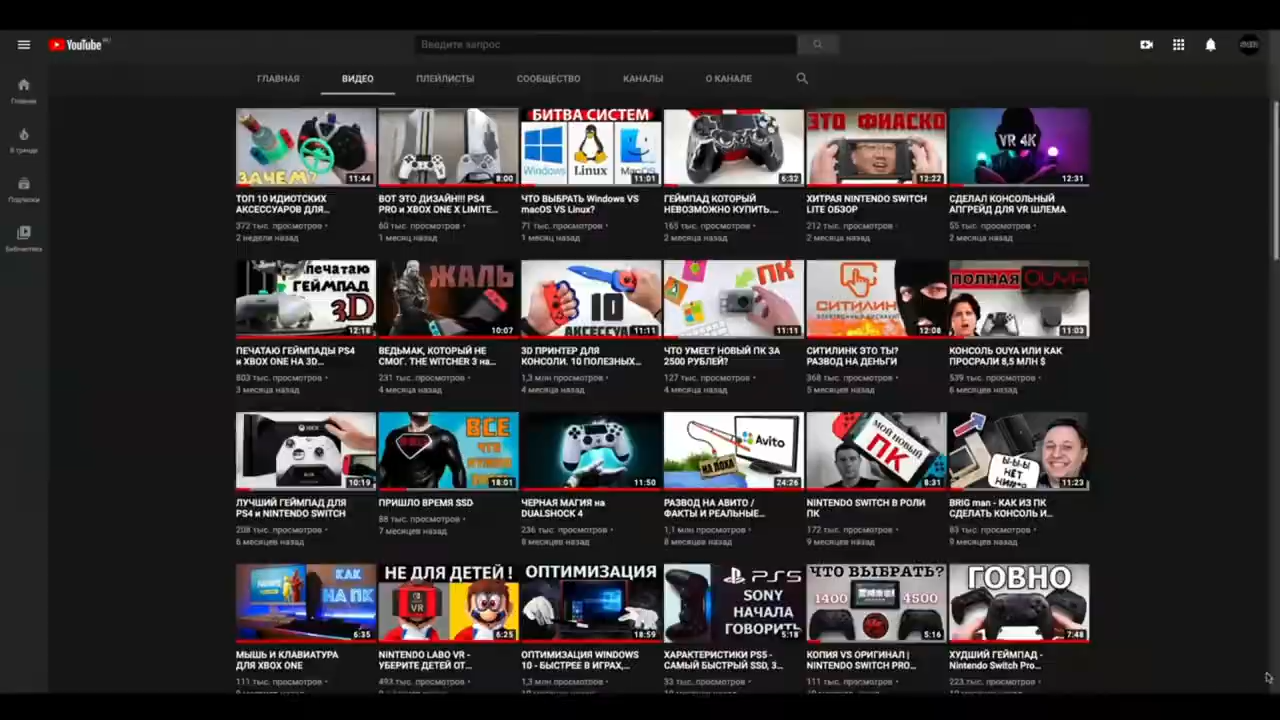 YouTube RU
Введите запрос
ГЛАВНАЯ ВИДЕО ПЛЕЙЛИСТЫ СООБЩЕСТВО КАНАЛЫ О КАНАЛЕ
Главная
В тренде
Подписки
Библиотека
ЗАЧЕМ?
11:44
8:00
БИТВА СИСТЕМ
Windows Linux MacOS
11:01
6:32
ЭТО ФИАСКО
12:22
VR 4K
12:31
ТОП 10 ИДИОТСКИХ
АКСЕССУАРОВ ДЛЯ...
372 тыс. просмотров •
2 недели назад
ВОТ ЭТО ДИЗАЙН!!! PS4
PRO и XBOX ONE X LIMITE...
60 тыс. просмотров •
1 месяц назад
ЧТО ВЫБРАТЬ Windows VS
macOS VS Linux?
71 тыс. просмотров •
1 месяц назад
ГЕЙМПАД КОТОРЫЙ
НЕВОЗМОЖНО КУПИТЬ....
165 тыс. просмотров •
2 месяца назад
ХИТРАЯ NINTENDO SWITCH
LITE ОБЗОР
212 тыс. просмотров •
2 месяца назад
СДЕЛАЛ КОНСОЛЬНЫЙ
АПГРЕЙД ДЛЯ VR ШЛЕМА
55 тыс. просмотров •
2 месяца назад
печатаю
ГЕЙМПАД
3D
12:18
ЖАЛЬ
10:07
10
АКСЕССУА
11:11
ПК
11:11
СИТИЛИН
12:08
ПОЛНАЯ OUYA
11:03
ПЕЧАТАЮ ГЕЙМПАДЫ PS4
и XBOX ONE НА 3D...
803 тыс. просмотров •
3 месяца назад
ВЕДЬМАК, КОТОРЫЙ НЕ
СМОГ. THE WITCHER 3 на...
231 тыс. просмотров •
4 месяца назад
3D ПРИНТЕР ДЛЯ
КОНСОЛИ. 10 ПОЛЕЗНЫХ...
1,3 млн просмотров •
4 месяца назад
ЧТО УМЕЕТ НОВЫЙ ПК ЗА
2500 РУБЛЕЙ?
127 тыс. просмотров •
4 месяца назад
СИТИЛИНК ЭТО ТЫ?
РАЗВОД НА ДЕНЬГИ
368 тыс. просмотров •
5 месяцев назад
КОНСОЛЬ OUYA ИЛИ КАК
ПРОСРАЛИ 8,5 МЛН $
539 тыс. просмотров •
6 месяцев назад
XBOX
10:19
ВСЕ
ЧТО
18:01
11:50
НА ЛОХА
Avito
24:26
МОЙ НОВЫЙ
ПК
8:31
Ы-Ы-Ы
НЕТ
11:23
ЛУЧШИЙ ГЕЙМПАД ДЛЯ
PS4 и NINTENDO SWITCH
208 тыс. просмотров •
6 месяцев назад
ПРИШЛО ВРЕМЯ SSD
88 тыс. просмотров •
7 месяцев назад
ЧЕРНАЯ МАГИЯ на
DUALSHOCK 4
236 тыс. просмотров •
8 месяцев назад
РАЗВОД НА АВИТО /
ФАКТЫ И РЕАЛЬНЫЕ...
1,1 млн просмотров •
8 месяцев назад
NINTENDO SWITCH В РОЛИ
ПК
172 тыс. просмотров •
9 месяцев назад
BRIG man - КАК ИЗ ПК
СДЕЛАТЬ КОНСОЛЬ И...
83 тыс. просмотров •
9 месяцев назад
КАК
НА ПК
6:35
НЕ ДЛЯ ДЕТЕЙ !
VR
6:25
ОПТИМИЗАЦИЯ
18:59
PS5
SONY
НАЧАЛА
ГОВОРИТЬ
5:18
ЧТО ВЫБРАТЬ?
1400 4500
5:16
ГОВНО
7:48
МЫШЬ И КЛАВИАТУРА
ДЛЯ XBOX ONE
111 тыс. просмотров •
NINTENDO LABO VR -
УБЕРИТЕ ДЕТЕЙ ОТ...
493 тыс. просмотров •
ОПТИМИЗАЦИЯ WINDOWS
10 - БЫСТРЕЕ В ИГРАХ,...
1,3 млн просмотров •
ХАРАКТЕРИСТИКИ PS5 -
САМЫЙ БЫСТРЫЙ SSD, 3...
33 тыс. просмотров •
КОПИЯ VS ОРИГИНАЛ |
NINTENDO SWITCH PRO...
111 тыс. просмотров •
ХУДШИЙ ГЕЙМПАД -
Nintendo Switch Pro...
223 тыс. просмотров •